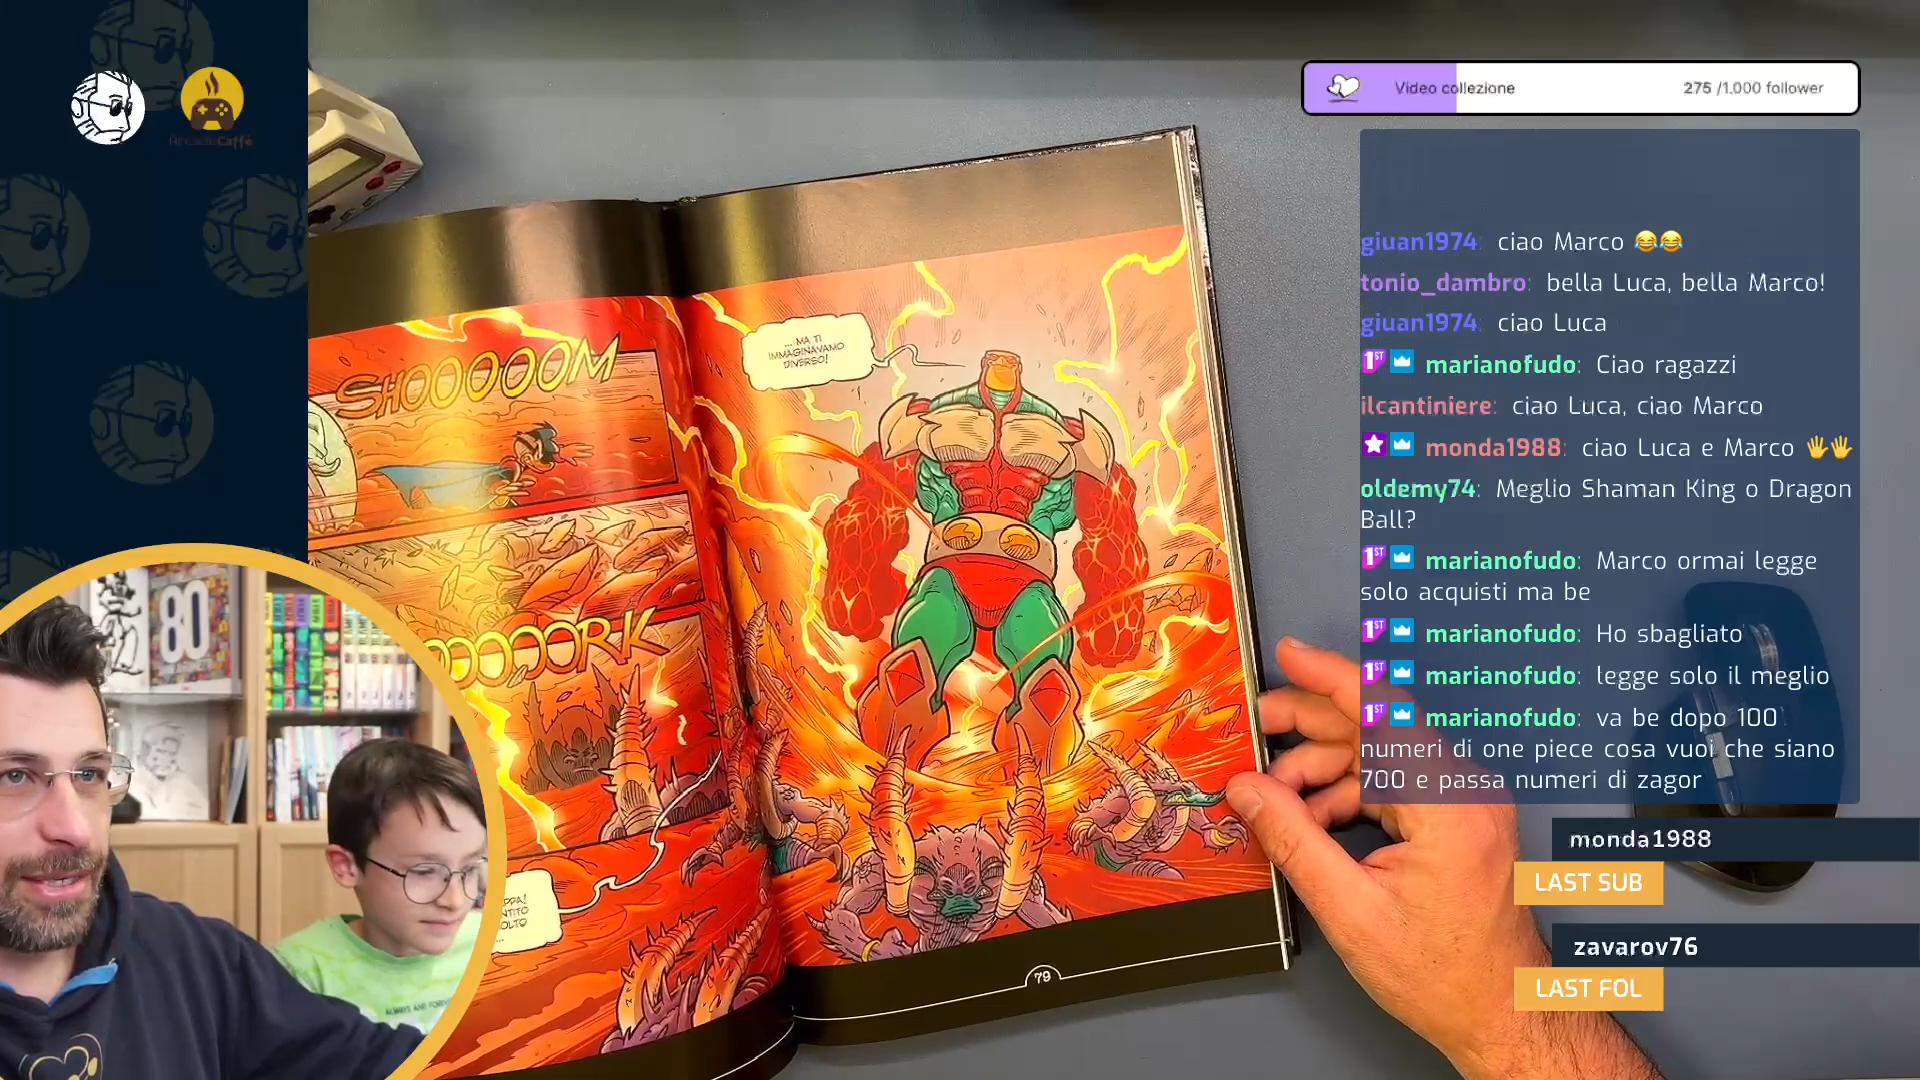 ArcadeCaffè
Video collezione
275 /1.000 follower
giuan1974: ciao Marco 😂😂
tonio_dambro: bella Luca, bella Marco!
giuan1974: ciao Luca
marianofudo: Ciao ragazzi
ilcantiniere: ciao Luca, ciao Marco
monda1988: ciao Luca e Marco 🖐🖐
oldemy74: Meglio Shaman King o Dragon
Ball?
marianofudo: Marco ormai legge
solo acquisti ma be
marianofudo: Ho sbagliato
marianofudo: legge solo il meglio
marianofudo: va be dopo 100
numeri di one piece cosa vuoi che siano
700 e passa numeri di zagor
monda1988
LAST SUB
zavarov76
LAST FOL
SHOOOOOM
... MA TI
IMMAGINAVAMO
DIVERSO!
79
80
ALWAYS AND